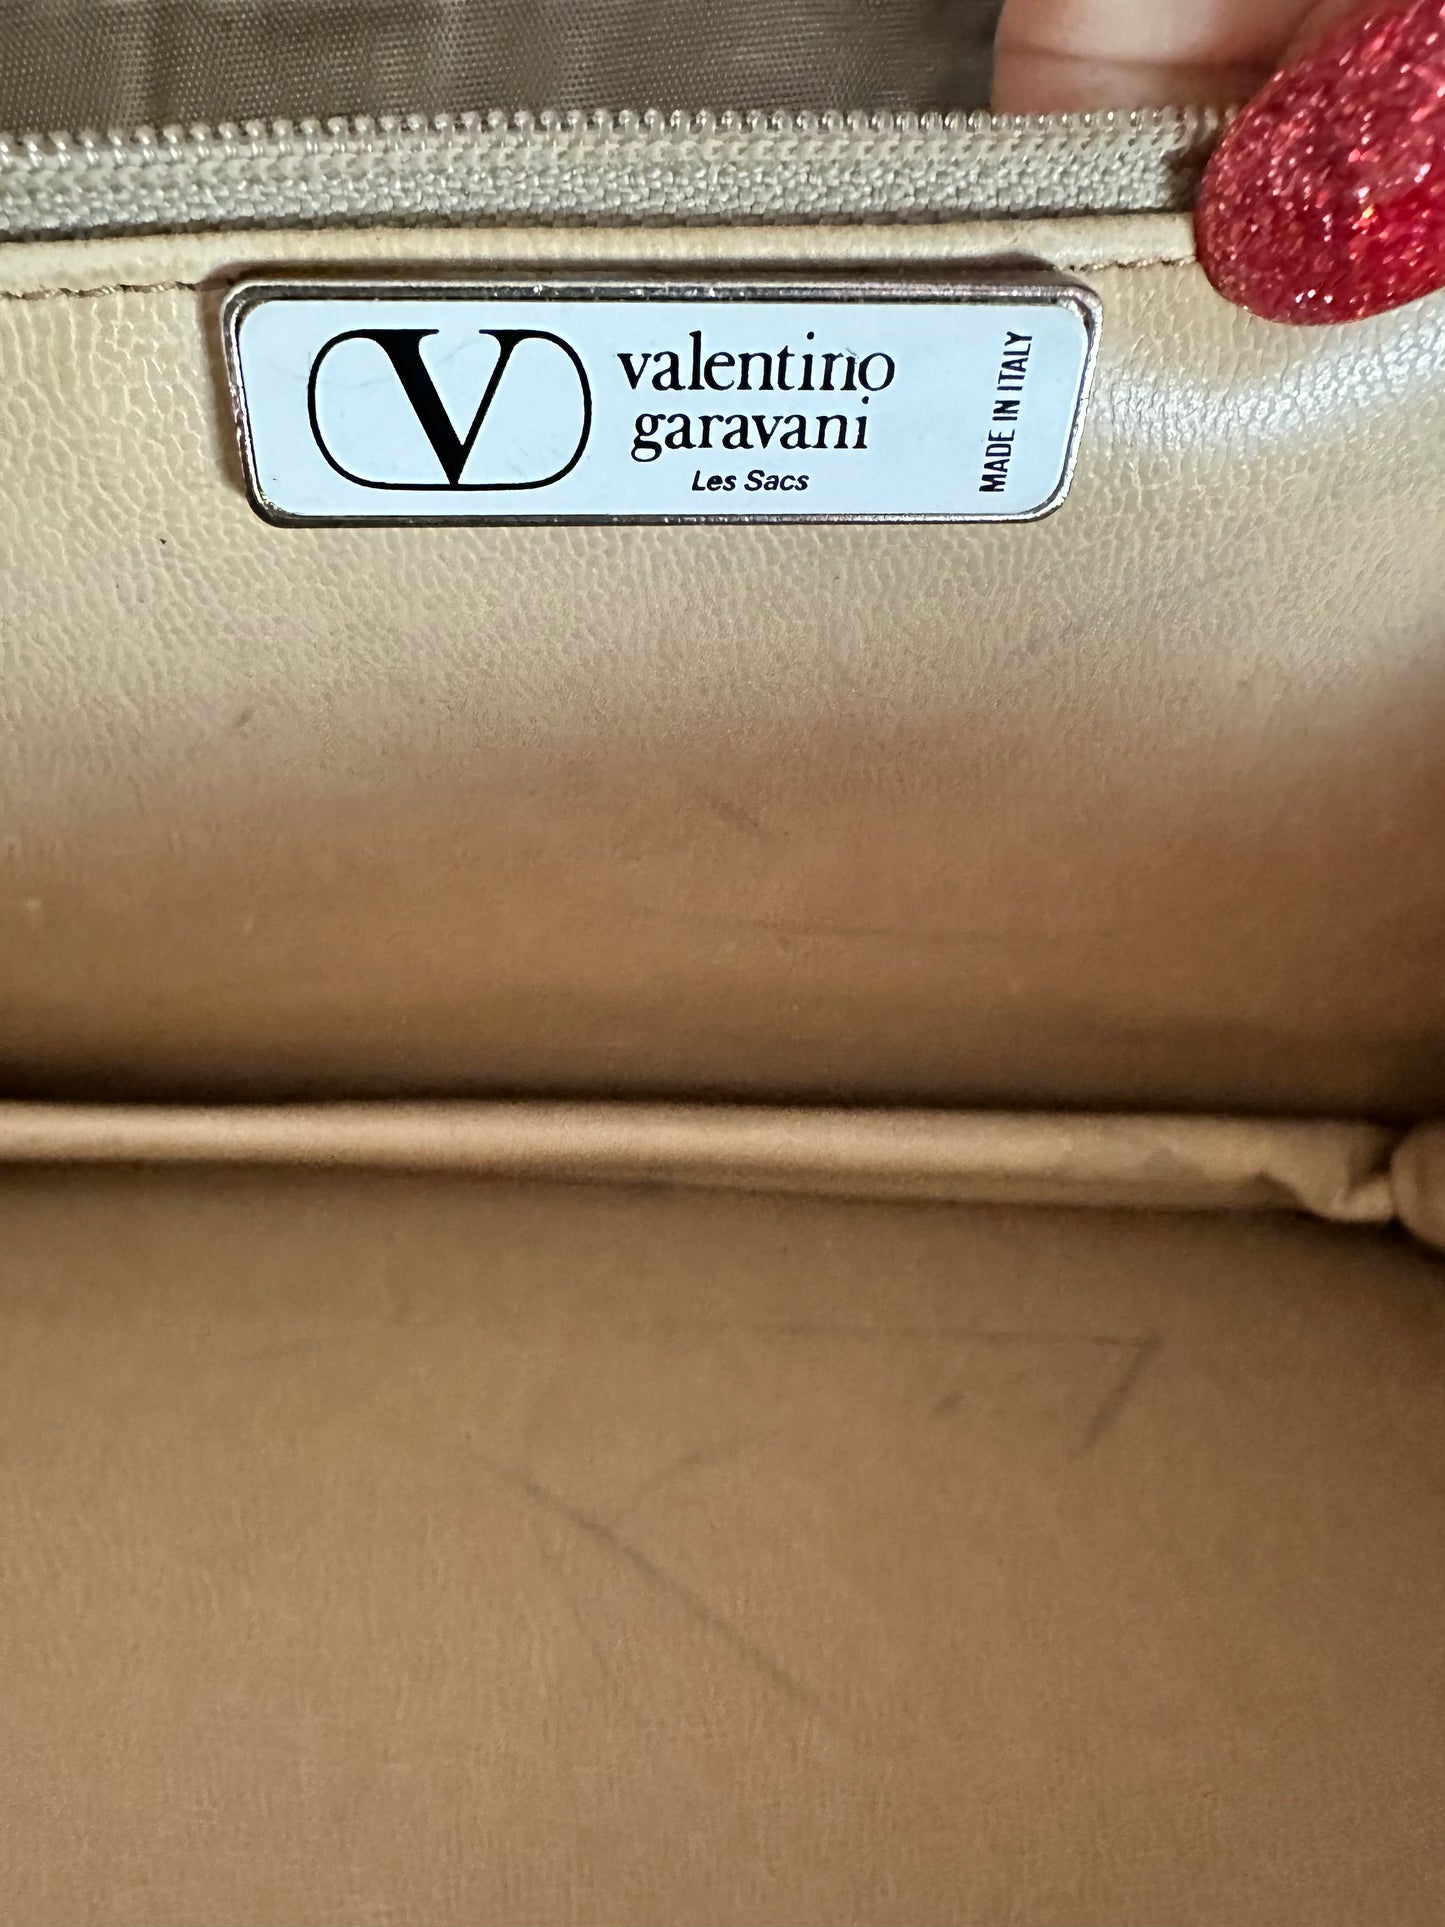 V
valentino
garavani
Les Sacs
MADE IN ITALY